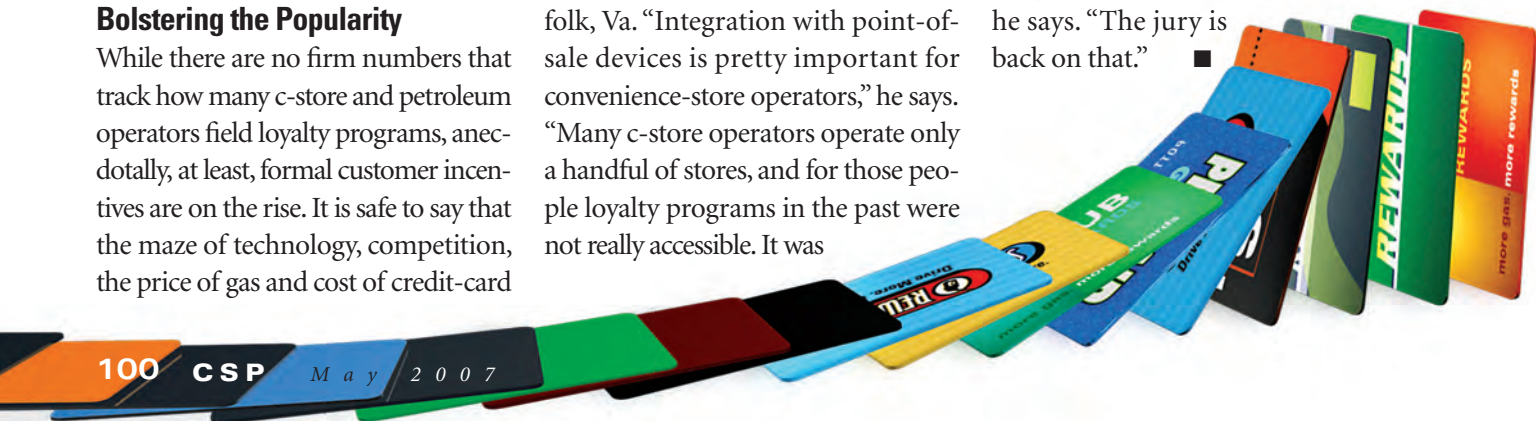 Bolstering the Popularity
While there are no firm numbers that
track how many c-store and petroleum
operators field loyalty programs, anec-
dotally, at least, formal customer incen-
tives are on the rise. It is safe to say that
the maze of technology, competition,
the price of gas and cost of credit-card
folk, Va. “Integration with point-of-
sale devices is pretty important for
convenience-store operators,” he says.
“Many c-store operators operate only
a handful of stores, and for those peo-
ple loyalty programs in the past were
not really accessible. It was
he says. “The jury is
back on that.” ■
Drive More.
more gas.
Drive
REWARDS
REWARDS
more gas. more rewards
100 CSP May 2007